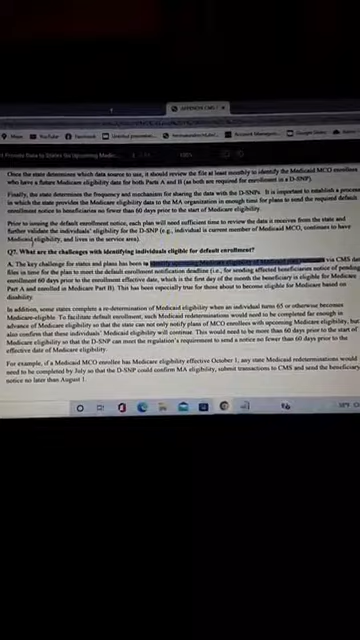 Maps YouTube Facebook
Once the state determines which data source to use, it should review the file at least monthly to identify the Medicaid MCO enrollees
who have a future Medicare eligibility date for both Parts A and B (as both are required for enrollment in a D-SNP).
Finally, the state determines the frequency and mechanism for sharing the data with the D-SNPs. It is important to establish a process
in which the state provides the Medicare eligibility data to the MA organization in enough time for plans to send the required default
enrollment notice to beneficiaries no fewer than 60 days prior to the start of Medicare eligibility.
Prior to issuing the default enrollment notice, each plan will need sufficient time to review the data it receives from the state and
further validate the individuals' eligibility for the D-SNP (e.g., individual is current member of Medicaid MCO, continues to have
Medicaid eligibility, and lives in the service area).
Q7. What are the challenges with identifying individuals eligible for default enrollment?
A. The key challenge for states and plans has been to identify upcoming Medicare via CMS data
files in time for the plan to meet the default enrollment notification deadline (i.e., for sending affected beneficiaries notice of pending
enrollment 60 days prior to the enrollment effective date, which is the first day of the month the beneficiary is eligible for Medicare
Part A and enrolled in Medicare Part B). This has been especially true for those about to become eligible for Medicare based on
disability.
In addition, some states complete a re-determination of Medicaid eligibility when an individual turns 65 or otherwise becomes
Medicare-eligible. To facilitate default enrollment, such Medicaid redeterminations would need to be completed far enough in
advance of Medicare eligibility so that the state can not only notify plans of MCO enrollees with upcoming Medicare eligibility, but
also confirm that these individuals' Medicaid eligibility will continue. This would need to be more than 60 days prior to the start of
Medicare eligibility so that the D-SNP can meet the regulation's requirement to send a notice no fewer than 60 days prior to the
effective date of Medicare eligibility.
For example, if a Medicaid MCO enrollee has Medicare eligibility effective October 1, any state Medicaid redeterminations would
need to be completed by July so that the D-SNP could confirm MA eligibility, submit transactions to CMS and send the beneficiary
notice no later than August 1.